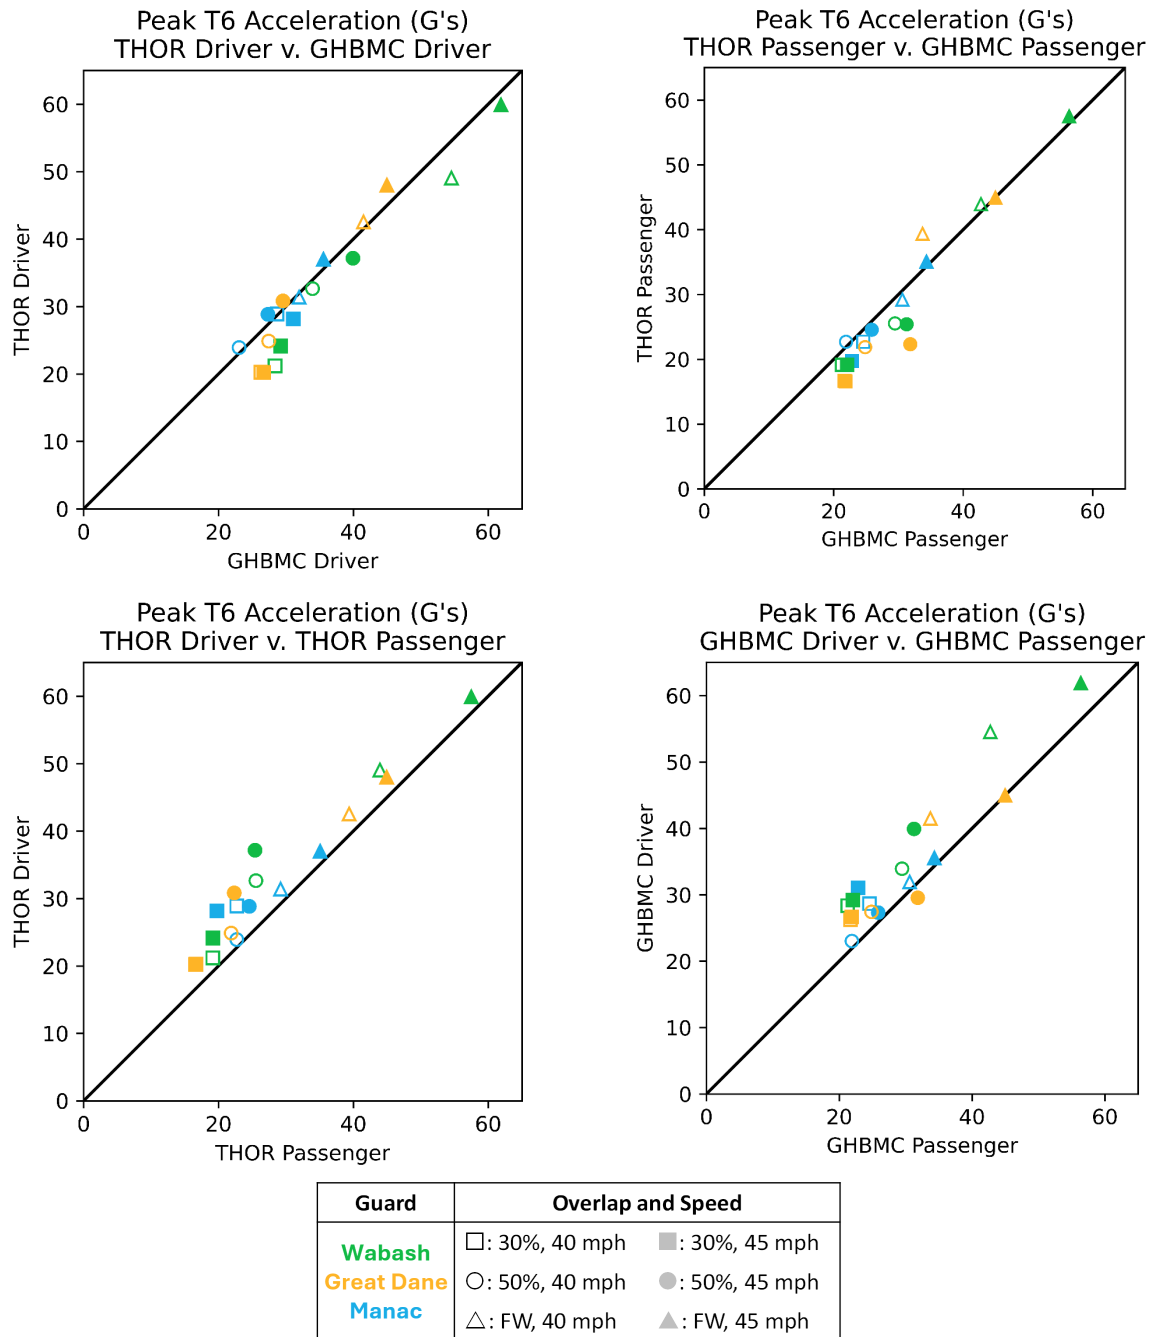 Peak T6 Acceleration (G's)
THOR Driver v. GHBMC Driver
60
50
40
30
20
10
0
0
20
40
60
THOR Driver
GHBMC Driver
Peak T6 Acceleration (G's)
THOR Passenger v. GHBMC Passenger
60
50
40
30
20
10
0
0
20
40
60
THOR Passenger
GHBMC Passenger
Peak T6 Acceleration (G's)
THOR Driver v. THOR Passenger
60
50
40
30
20
10
0
0
20
40
60
THOR Driver
THOR Passenger
Peak T6 Acceleration (G's)
GHBMC Driver v. GHBMC Passenger
60
50
40
30
20
10
0
0
20
40
60
GHBMC Driver
GHBMC Passenger
Guard
Overlap and Speed
Wabash
Great Dane
Manac
: 30%, 40 mph
: 30%, 45 mph
: 50%, 40 mph
: 50%, 45 mph
: FW, 40 mph
: FW, 45 mph